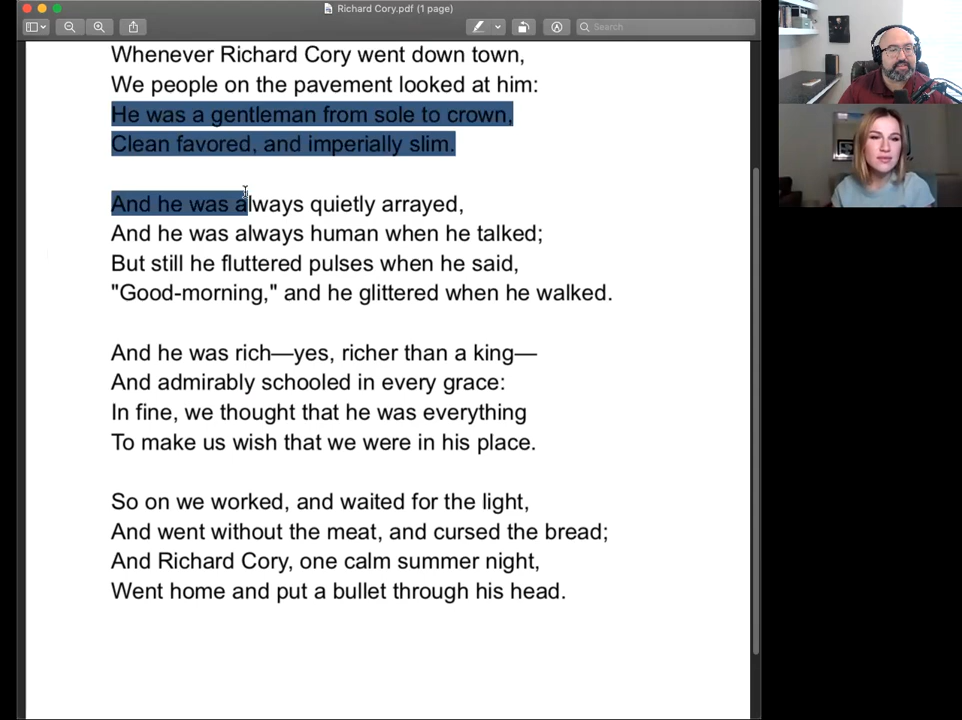 Richard Cory.pdf (1 page)
Search
Whenever Richard Cory went down town,
We people on the pavement looked at him:
He was a gentleman from sole to crown,
Clean favored, and imperially slim.
And he was always quietly arrayed,
And he was always human when he talked;
But still he fluttered pulses when he said,
"Good-morning," and he glittered when he walked.
And he was rich—yes, richer than a king—
And admirably schooled in every grace:
In fine, we thought that he was everything
To make us wish that we were in his place.
So on we worked, and waited for the light,
And went without the meat, and cursed the bread;
And Richard Cory, one calm summer night,
Went home and put a bullet through his head.